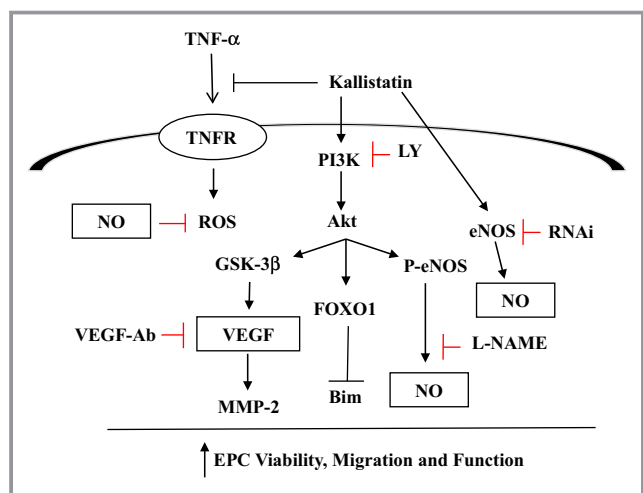 TNF-α
Kallistatin
TNFR
PI3K
LY
NO
ROS
Akt
eNOS
RNAi
GSK-3β
P-eNOS
NO
FOXO1
VEGF-Ab
VEGF
L-NAME
MMP-2
Bim
NO
EPC Viability, Migration and Function